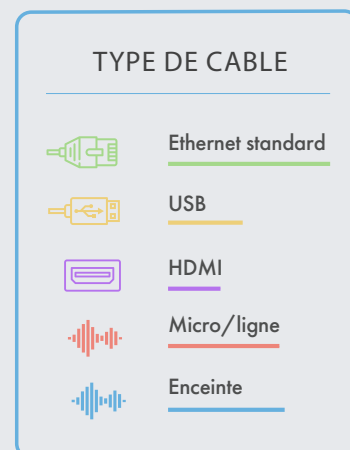 TYPE DE CABLE
Ethernet standard
USB
HDMI
Micro/ligne
Enceinte